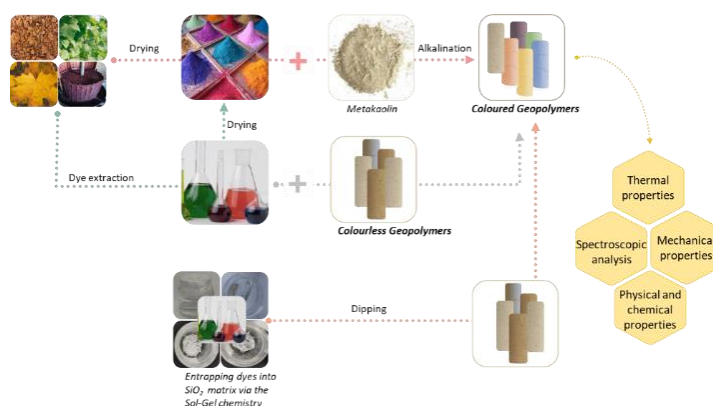 Drying
Alkalination
Metakaolin
Coloured Geopolymers
Drying
Dye extraction
Colourless Geopolymers
Thermal
properties
Spectroscopic
analysis
Mechanical
properties
Physical and
chemical
properties
Dipping
Entrapping dyes into
SiO₂ matrix via the
Sol-Gel chemistry